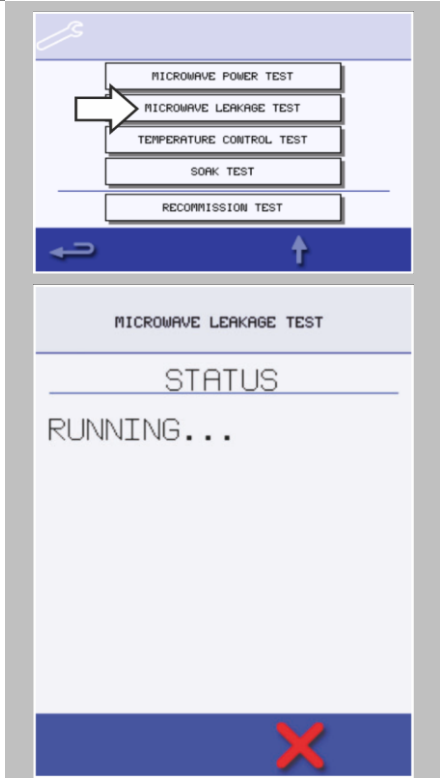 MICROWAVE POWER TEST
MICROWAVE LEAKAGE TEST
TEMPERATURE CONTROL TEST
SOAK TEST
RECOMMISSION TEST
MICROWAVE LEAKAGE TEST
STATUS
RUNNING...